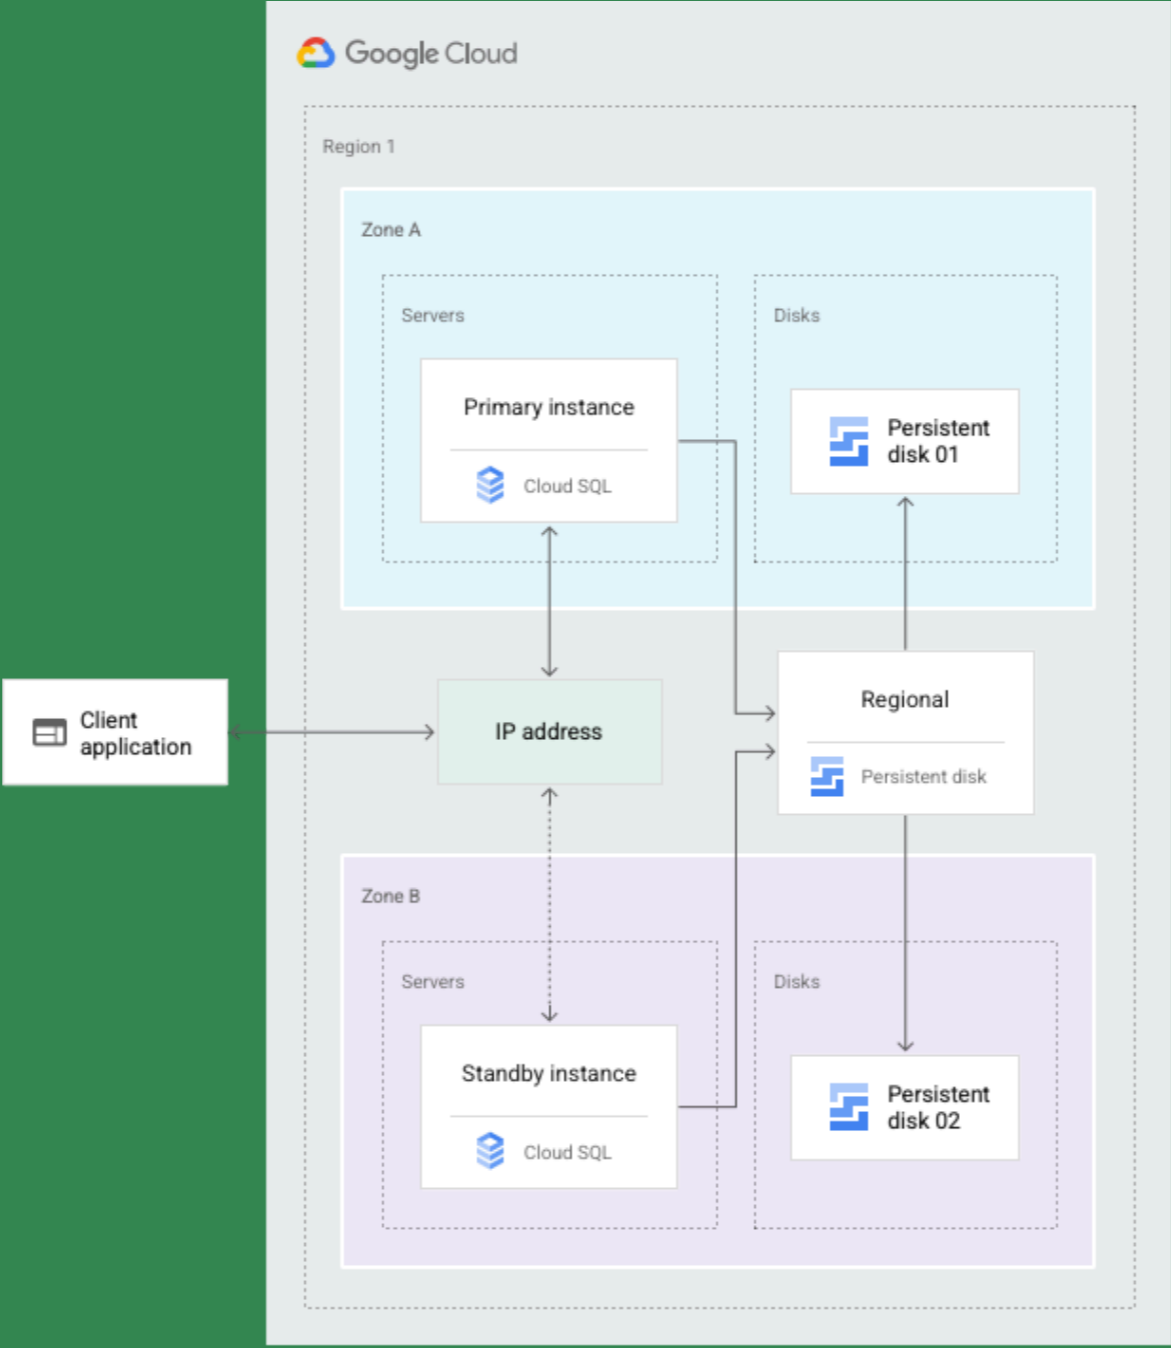 Google Cloud
Region 1
Zone A
Servers
Disks
Primary instance
Cloud SQL
Persistent
disk 01
Client
application
IP address
Regional
Persistent disk
Zone B
Servers
Disks
Standby instance
Cloud SQL
Persistent
disk 02